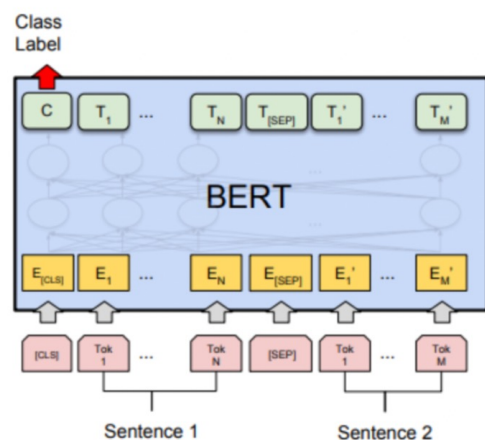 Class
Label
C T1 ... TN T[SEP] T1' ... TM'
...
BERT
...
E[CLS] E1 ... EN E[SEP] E1' ... EM'
[CLS] Tok 1 ... Tok N [SEP] Tok 1 ... Tok M
Sentence 1 Sentence 2